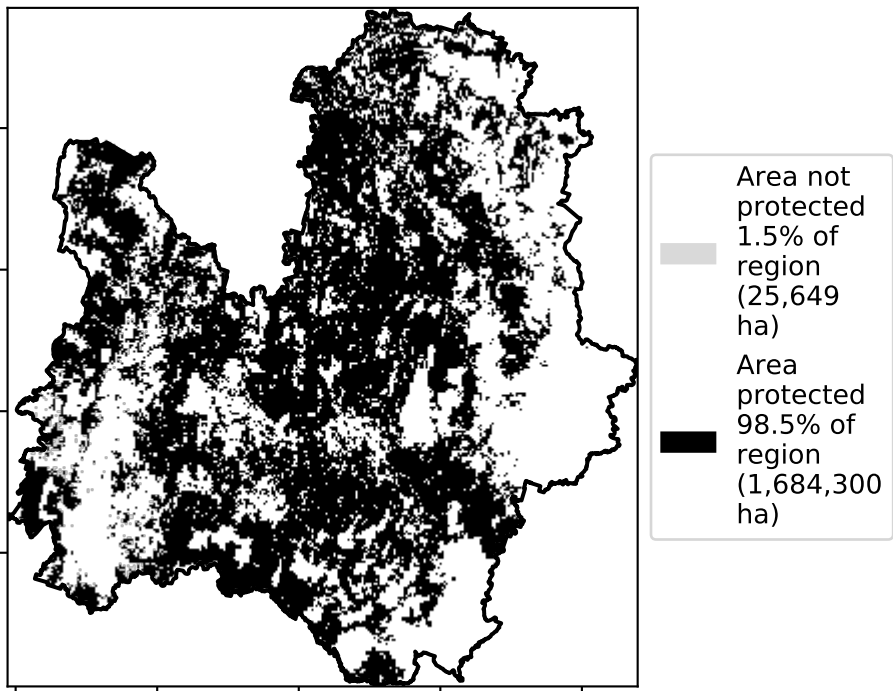 Area not
protected
1.5% of
region
(25,649
ha)
Area
protected
98.5% of
region
(1,684,300
ha)